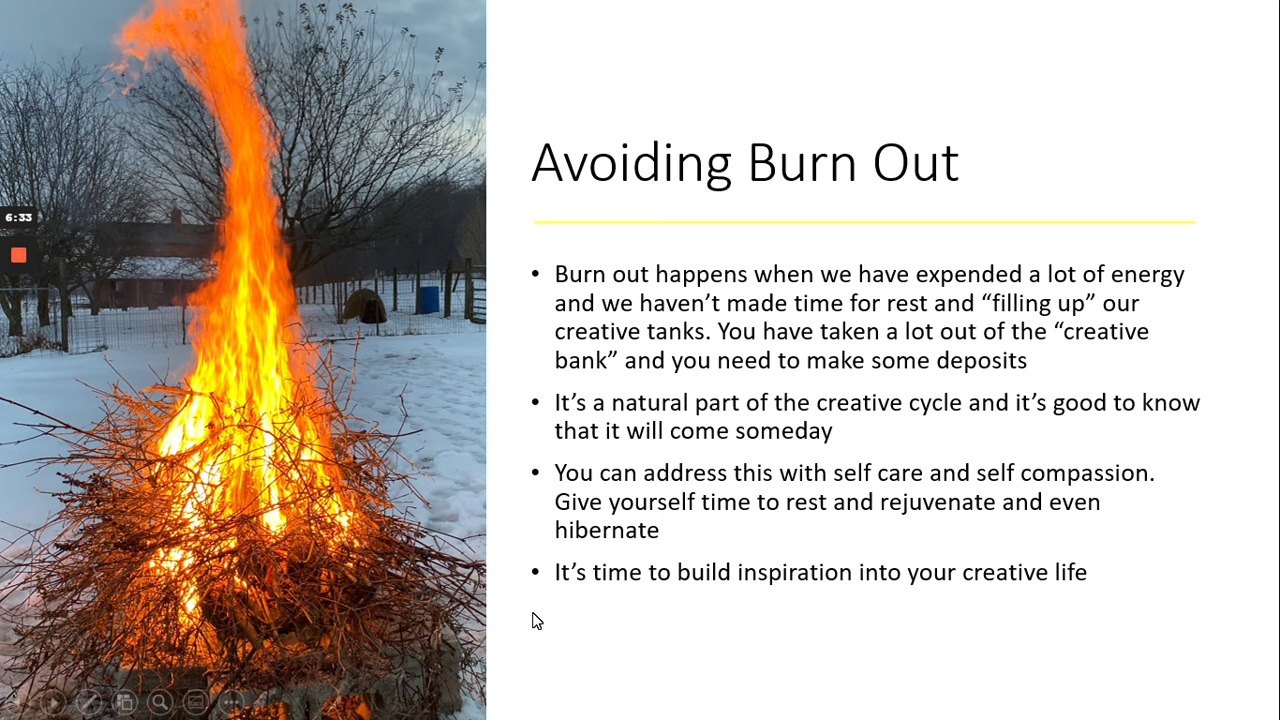 6:33
Avoiding Burn Out
• Burn out happens when we have expended a lot of energy
and we haven’t made time for rest and “filling up” our
creative tanks. You have taken a lot out of the “creative
bank” and you need to make some deposits
• It’s a natural part of the creative cycle and it’s good to know
that it will come someday
• You can address this with self care and self compassion.
Give yourself time to rest and rejuvenate and even
hibernate
• It’s time to build inspiration into your creative life